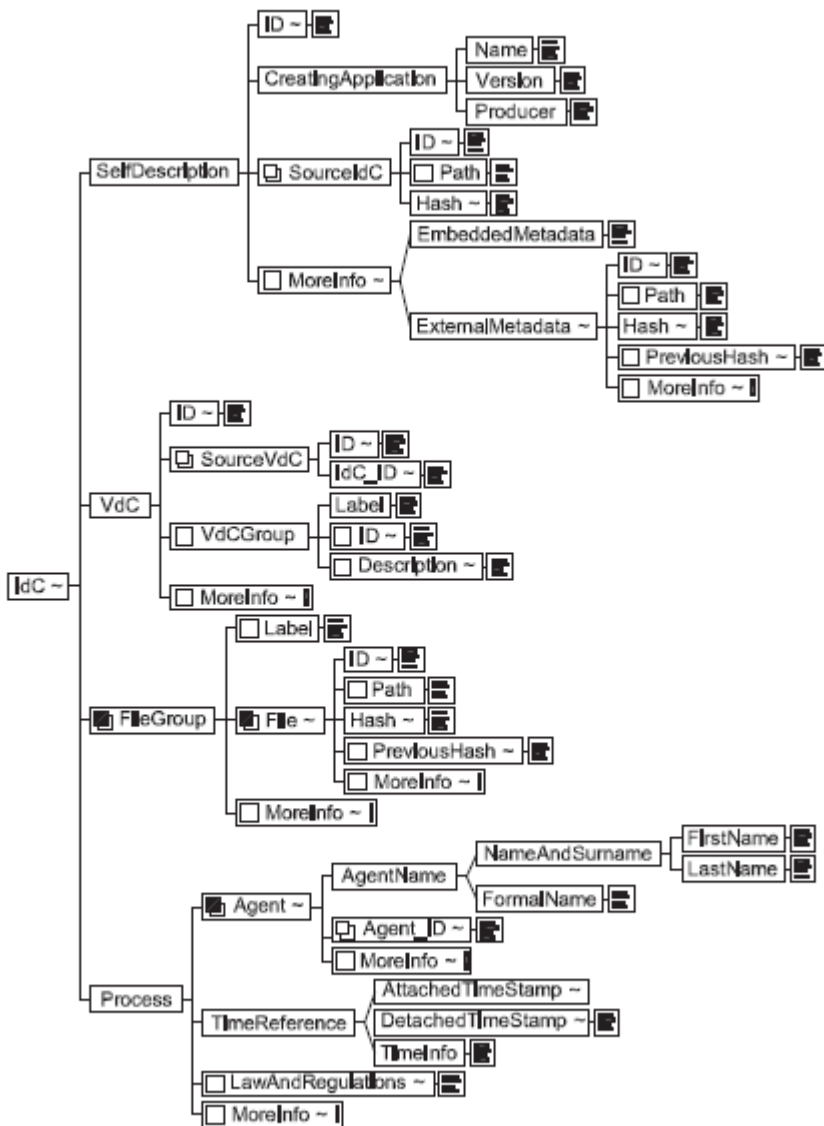 ID ~
CreatingApplication
Name
Version
Producer
SelfDescription
SourceIdC
ID ~
Path
Hash ~
MoreInfo ~
EmbeddedMetadata
ExternalMetadata ~
ID ~
Path
Hash ~
PreviousHash ~
MoreInfo ~
IdC ~
VdC
ID ~
SourceVdC
ID ~
IdC_ID ~
VdCGroup
Label
ID ~
Description ~
MoreInfo ~
FileGroup
Label
File ~
ID ~
Path
Hash ~
PreviousHash ~
MoreInfo ~
MoreInfo ~
Process
Agent ~
AgentName
NameAndSurname
FirstName
LastName
FormalName
Agent_ID ~
MoreInfo ~
TimeReference
AttachedTimeStamp ~
DetachedTimeStamp ~
TimeInfo
LawAndRegulations ~
MoreInfo ~